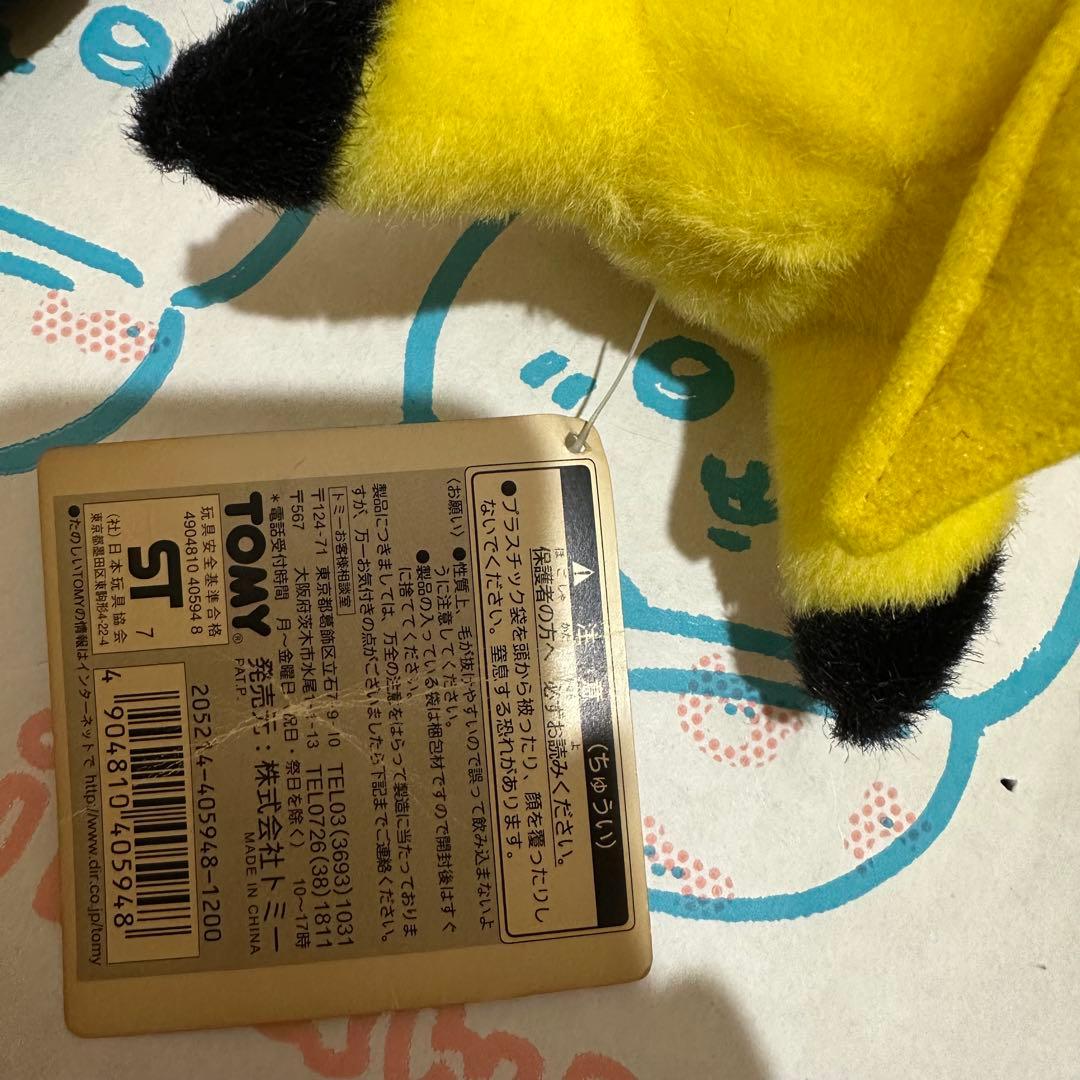 注意(ちゅうい)
保護者の方へ 必ずお読みください。
●プラスチック袋を頭から被ったり、顔を覆ったりし
ないでください。窒息する恐れがあります。
〈お願い〉●性質上、毛が抜けやすいので誤って飲み込まないよ
うに注意してください。
●製品の入っている袋は梱包材ですので開封後はすぐ
に捨ててください。
製品につきましては、万全の注意をはらって製造に当たっておりま
すが、万一お気付きの点がございましたら下記までご連絡ください。
トミーお客様相談室
〒124-71 東京都葛飾区立石7-9-10 TEL03(3693)1031
〒567 大阪府茨木市水尾 -13 TEL0726(38)1811
*電話受付時間 月〜金曜日(祝日・祭日を除く) 10〜17時
TOMY®
発売元:株式会社トミー
PAT.P. MADE IN CHINA
玩具安全基準合格
4904810 40594 8
ST 7
(社)日本玩具協会
東京都墨田区東駒形4-22-4
-405948-1200
4 904810 405948
●たのしいTOMYの情報はインターネットで http://www.dir.co.jp/tomy